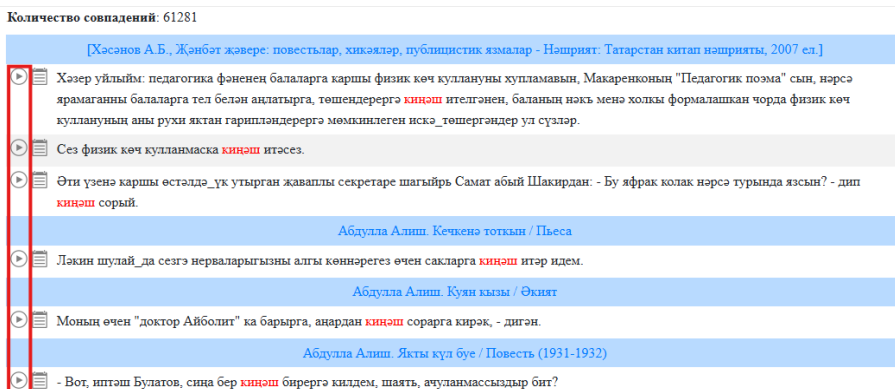 Количество совпадений: 61281
[Хәсәнов А.Б., Җәнбәт җәвере: повестьлар, хикәяләр, публицистик язмалар - Нәшрият: Татарстан китап нәшрияты, 2007 ел.]
Хәзер уйлыйм: педагогика фәненең балаларга каршы физик көч куллануны хупламавын, Макаренконың "Педагогик поэма" сын, нәрсә
ярамаганны балаларга тел белән аңлатырга, төшендерергә киңәш ителгәнен, баланың нәкъ менә холкы формалашкан чорда физик көч
куллануның аны рухи яктан гарипләндерергә мөмкинлеген искә_төшергәндер ул сүзләр.
Сез физик көч кулланмаска киңәш итәсез.
Әти үзенә каршы өстәлдә_үк утырган җаваплы секретаре шагыйрь Самат абый Шакирдан: - Бу яфрак колак нәрсә турында язсын? - дип
киңәш сорый.
Абдулла Алиш. Кечкенә тоткын / Пьеса
Ләкин шулай_да сезгэ нерваларыгызны алгы көннәрегез өчен сакларга киңәш итәр идем.
Абдулла Алиш. Куян кызы / Әкият
Моның өчен "доктор Айболит" ка барырга, аңардан киңәш сорарга кирәк, - дигән.
Абдулла Алиш. Якты күл буе / Повесть (1931-1932)
- Вот, иптәш Булатов, сиңа бер киңәш бирергә килдем, шаять, ачуланмассыздыр бит?